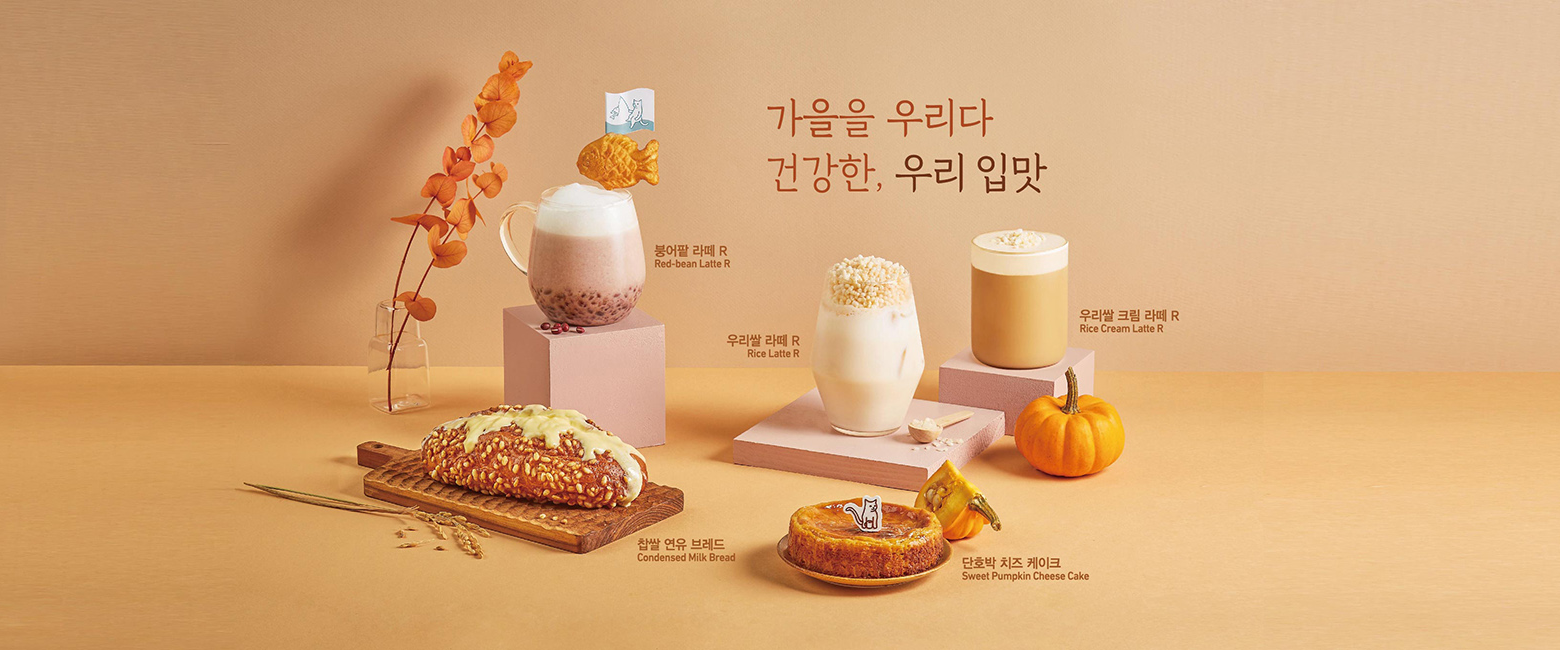 가을을 우리다
건강한, 우리 입맛
붕어팥 라떼 R
Red-bean Latte R
우리쌀 라떼 R
Rice Latte R
우리쌀 크림 라떼 R
Rice Cream Latte R
찹쌀 연유 브레드
Condensed Milk Bread
단호박 치즈 케이크
Sweet Pumpkin Cheese Cake